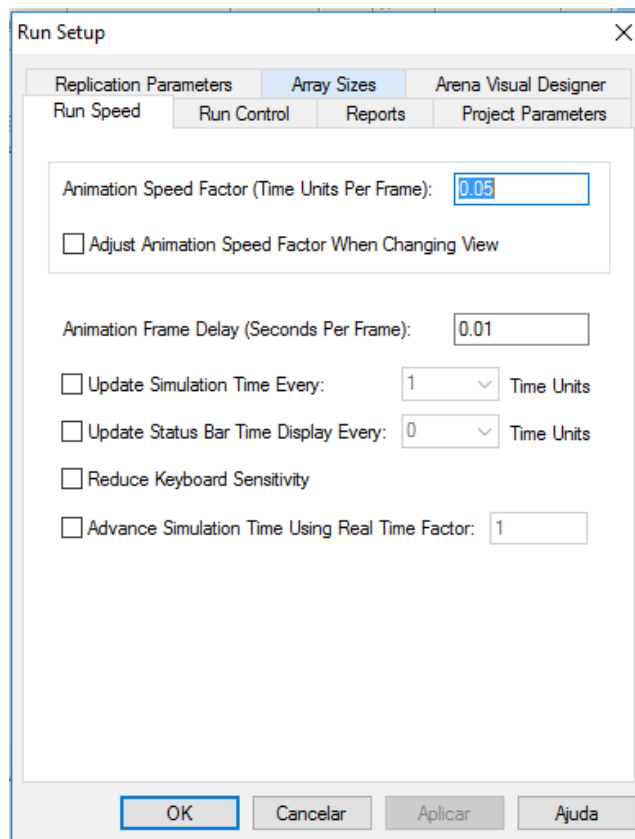 Run Setup
Replication Parameters Array Sizes Arena Visual Designer
Run Speed Run Control Reports Project Parameters
Animation Speed Factor (Time Units Per Frame): 0.05
Adjust Animation Speed Factor When Changing View
Animation Frame Delay (Seconds Per Frame): 0.01
Update Simulation Time Every: 1 Time Units
Update Status Bar Time Display Every: 0 Time Units
Reduce Keyboard Sensitivity
Advance Simulation Time Using Real Time Factor: 1
OK Cancelar Aplicar Ajuda